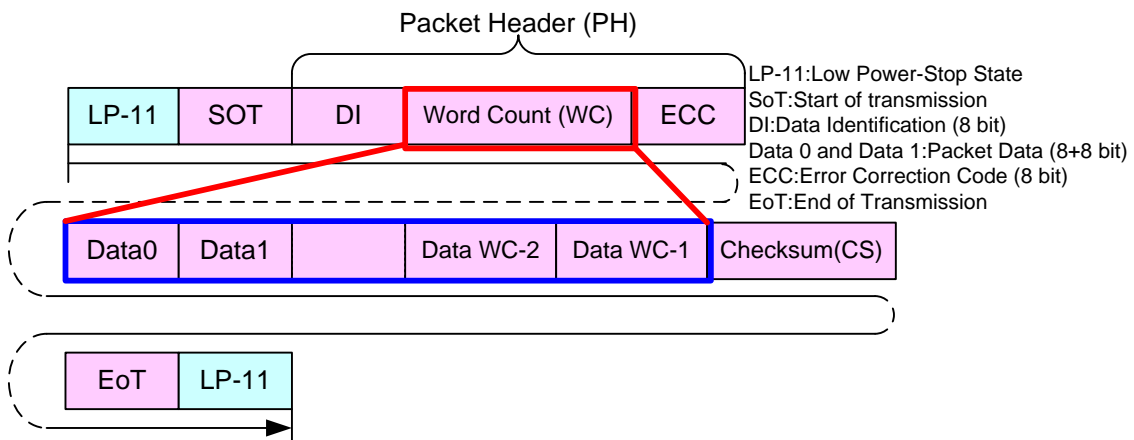 Packet Header (PH)
LP-11 SOT DI Word Count (WC) ECC
LP-11:Low Power-Stop State
SoT:Start of transmission
DI:Data Identification (8 bit)
Data 0 and Data 1:Packet Data (8+8 bit)
ECC:Error Correction Code (8 bit)
EoT:End of Transmission
Data0 Data1 Data WC-2 Data WC-1 Checksum(CS)
EoT LP-11